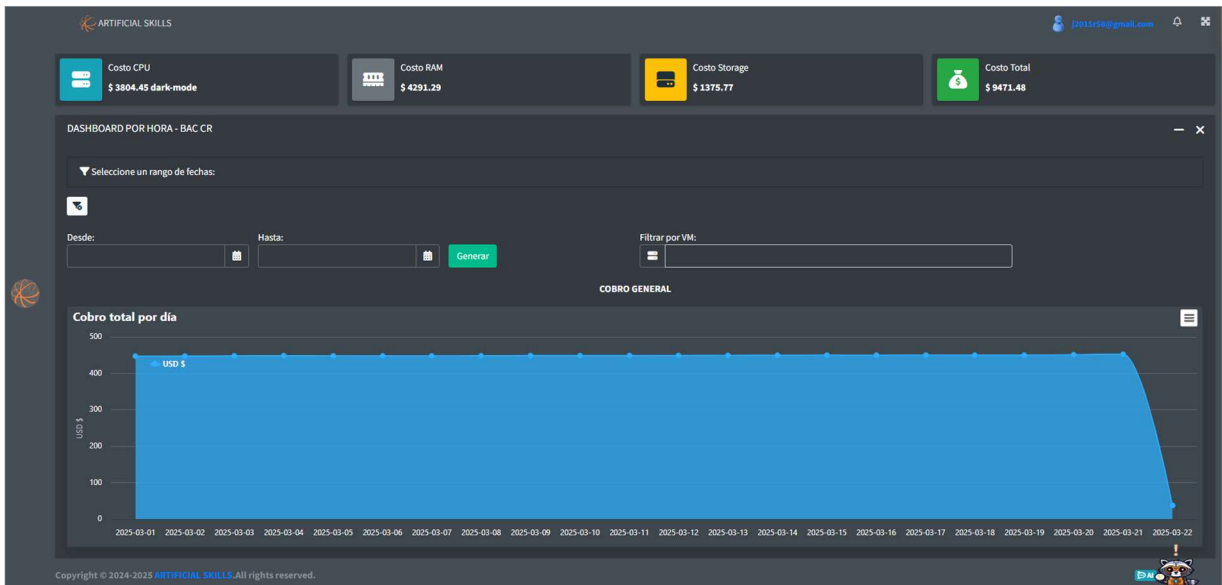 ARTIFICIAL SKILLS
j2015r58@gmail.com
Costo CPU
$ 3804.45 dark-mode
Costo RAM
$ 4291.29
Costo Storage
$ 1375.77
Costo Total
$ 9471.48
DASHBOARD POR HORA - BAC CR
Seleccione un rango de fechas:
Desde:
Hasta:
Generar
Filtrar por VM:
COBRO GENERAL
Cobro total por día
USD $
500
400
300
200
100
0
USD $
2025-03-01 2025-03-02 2025-03-03 2025-03-04 2025-03-05 2025-03-06 2025-03-07 2025-03-08 2025-03-09 2025-03-10 2025-03-11 2025-03-12 2025-03-13 2025-03-14 2025-03-15 2025-03-16 2025-03-17 2025-03-18 2025-03-19 2025-03-20 2025-03-21 2025-03-22
Copyright © 2024-2025 ARTIFICIAL SKILLS.All rights reserved.
AI